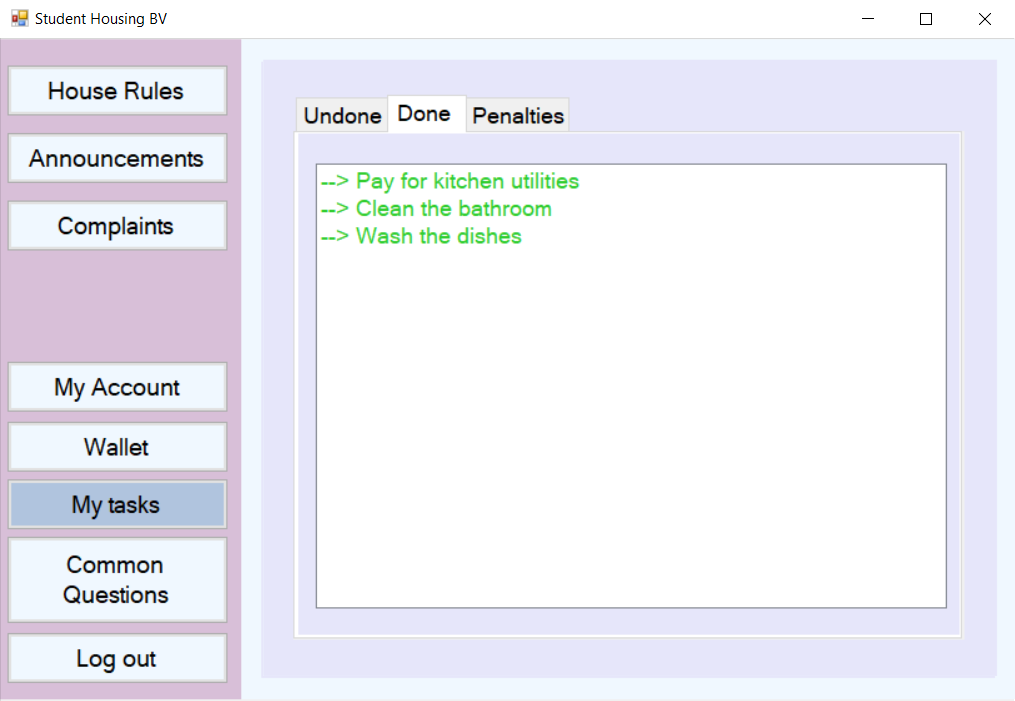 Student Housing BV
House Rules
Announcements
Complaints
My Account
Wallet
My tasks
Common
Questions
Log out
Undone Done Penalties
--> Pay for kitchen utilities
--> Clean the bathroom
--> Wash the dishes